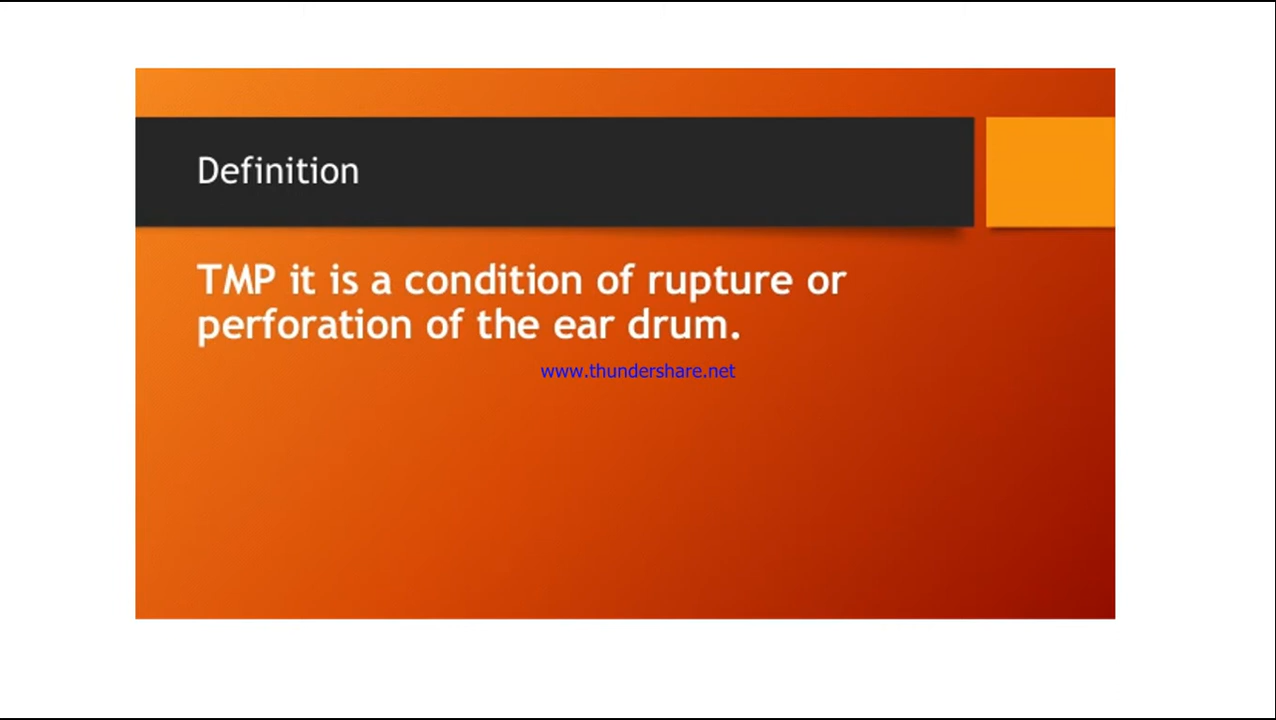 Definition
TMP it is a condition of rupture or
perforation of the ear drum.
www.thundershare.net